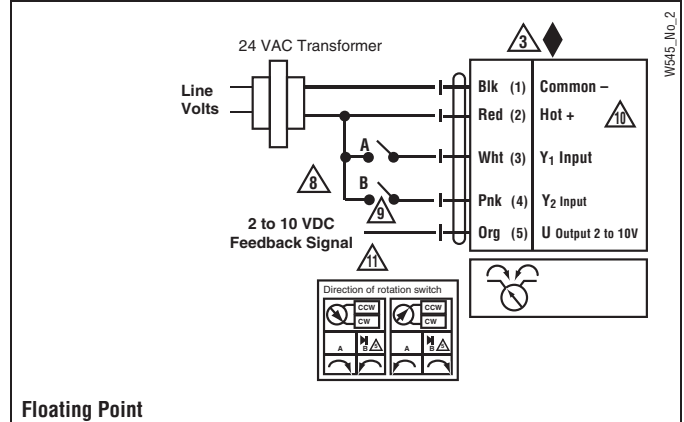 W545_No_2
24 VAC Transformer
3
Line
Volts
Blk (1) Common –
Red (2) Hot +
10
A
Wht (3) Y1 Input
8
B
Pnk (4) Y2 Input
9
2 to 10 VDC
Feedback Signal
Org (5) U Output 2 to 10V
11
Direction of rotation switch
CCW CCW
CW CW
A B 5 A B 5
Floating Point